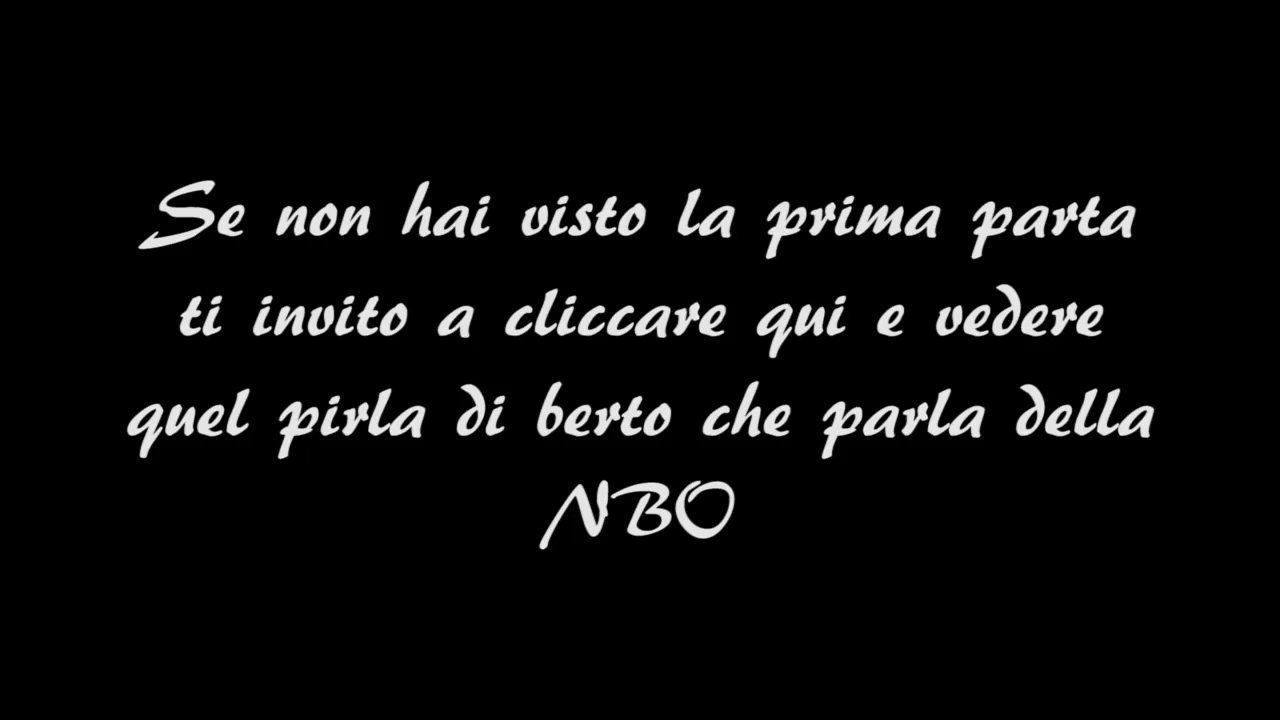 Se non hai visto la prima parta
ti invito a cliccare qui e vedere
quel pirla di berto che parla della
NBO